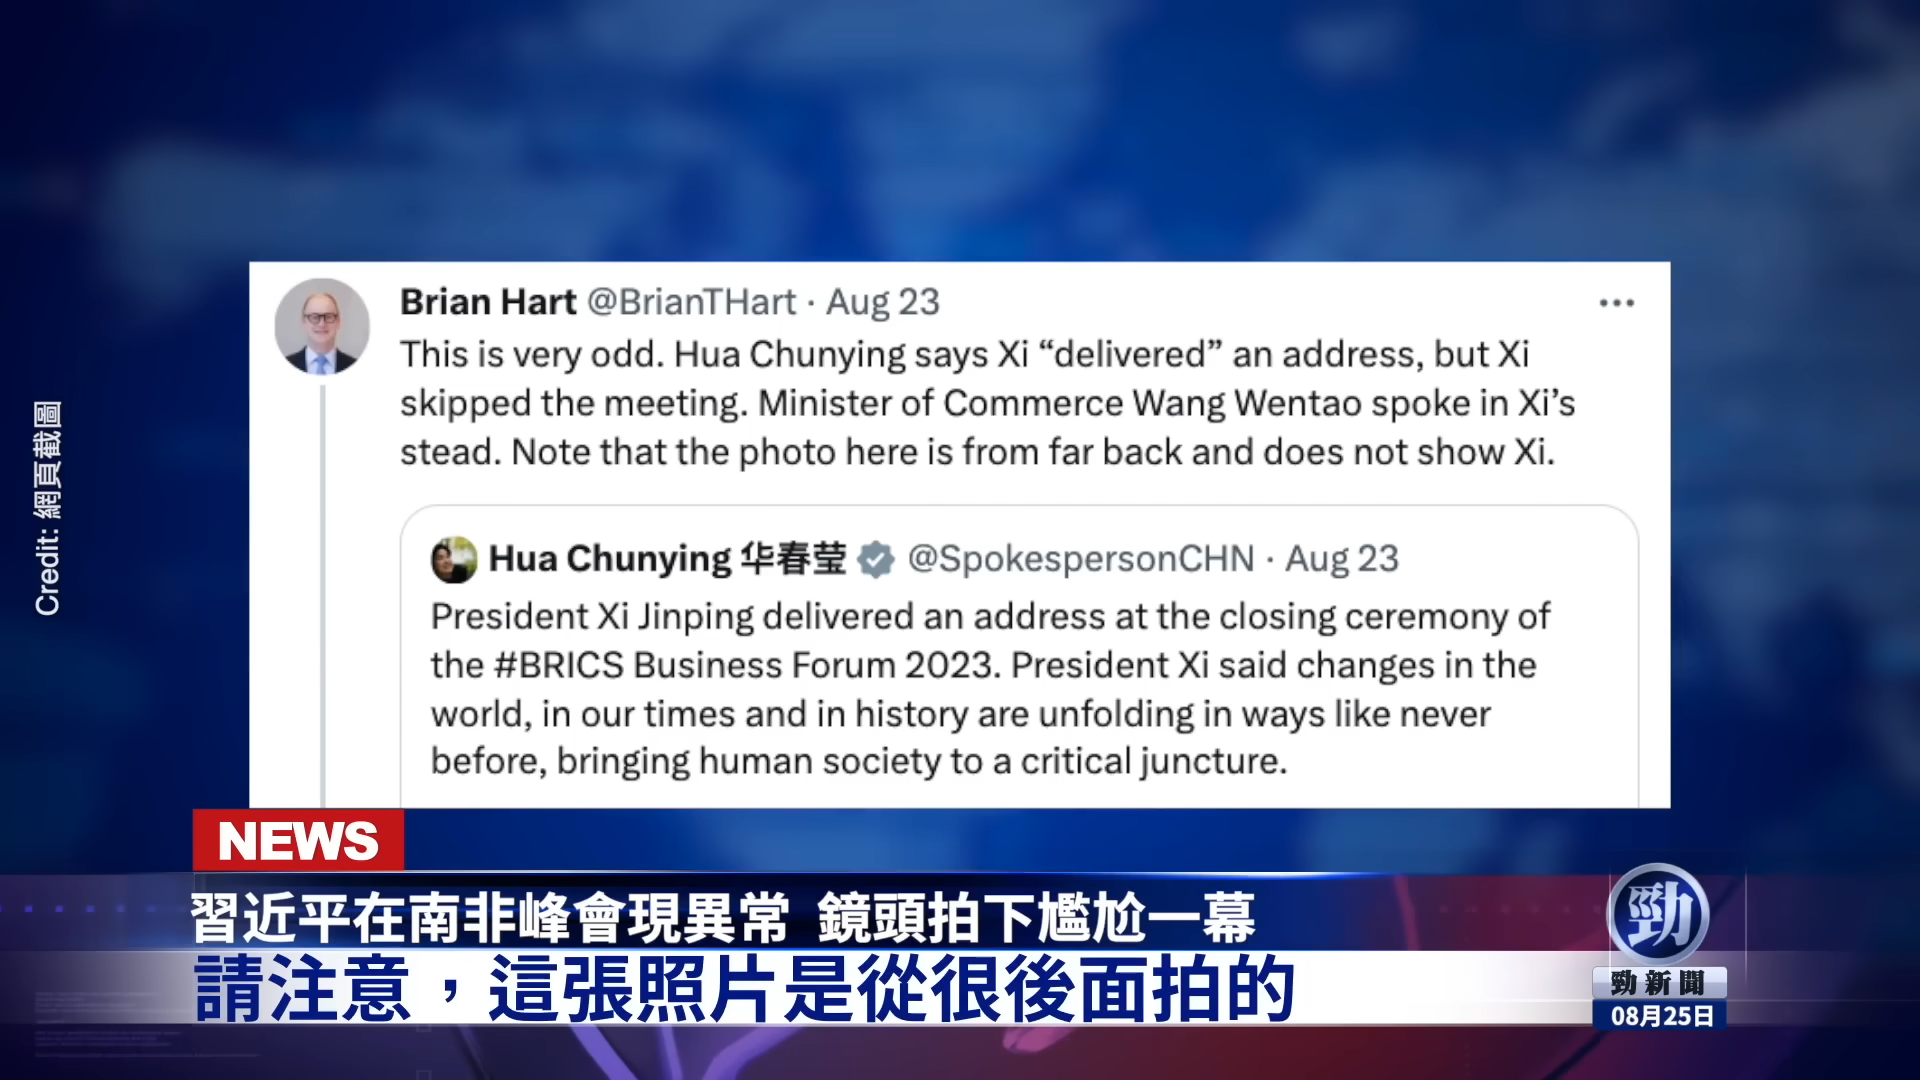 Brian Hart @BrianTHart · Aug 23
This is very odd. Hua Chunying says Xi “delivered” an address, but Xi
skipped the meeting. Minister of Commerce Wang Wentao spoke in Xi’s
stead. Note that the photo here is from far back and does not show Xi.
Hua Chunying 华春莹 @SpokespersonCHN · Aug 23
President Xi Jinping delivered an address at the closing ceremony of
the #BRICS Business Forum 2023. President Xi said changes in the
world, in our times and in history are unfolding in ways like never
before, bringing human society to a critical juncture.
Credit: 網頁截圖
NEWS
習近平在南非峰會現異常 鏡頭拍下尷尬一幕
請注意，這張照片是從很後面拍的
勁
勁新聞
08月25日